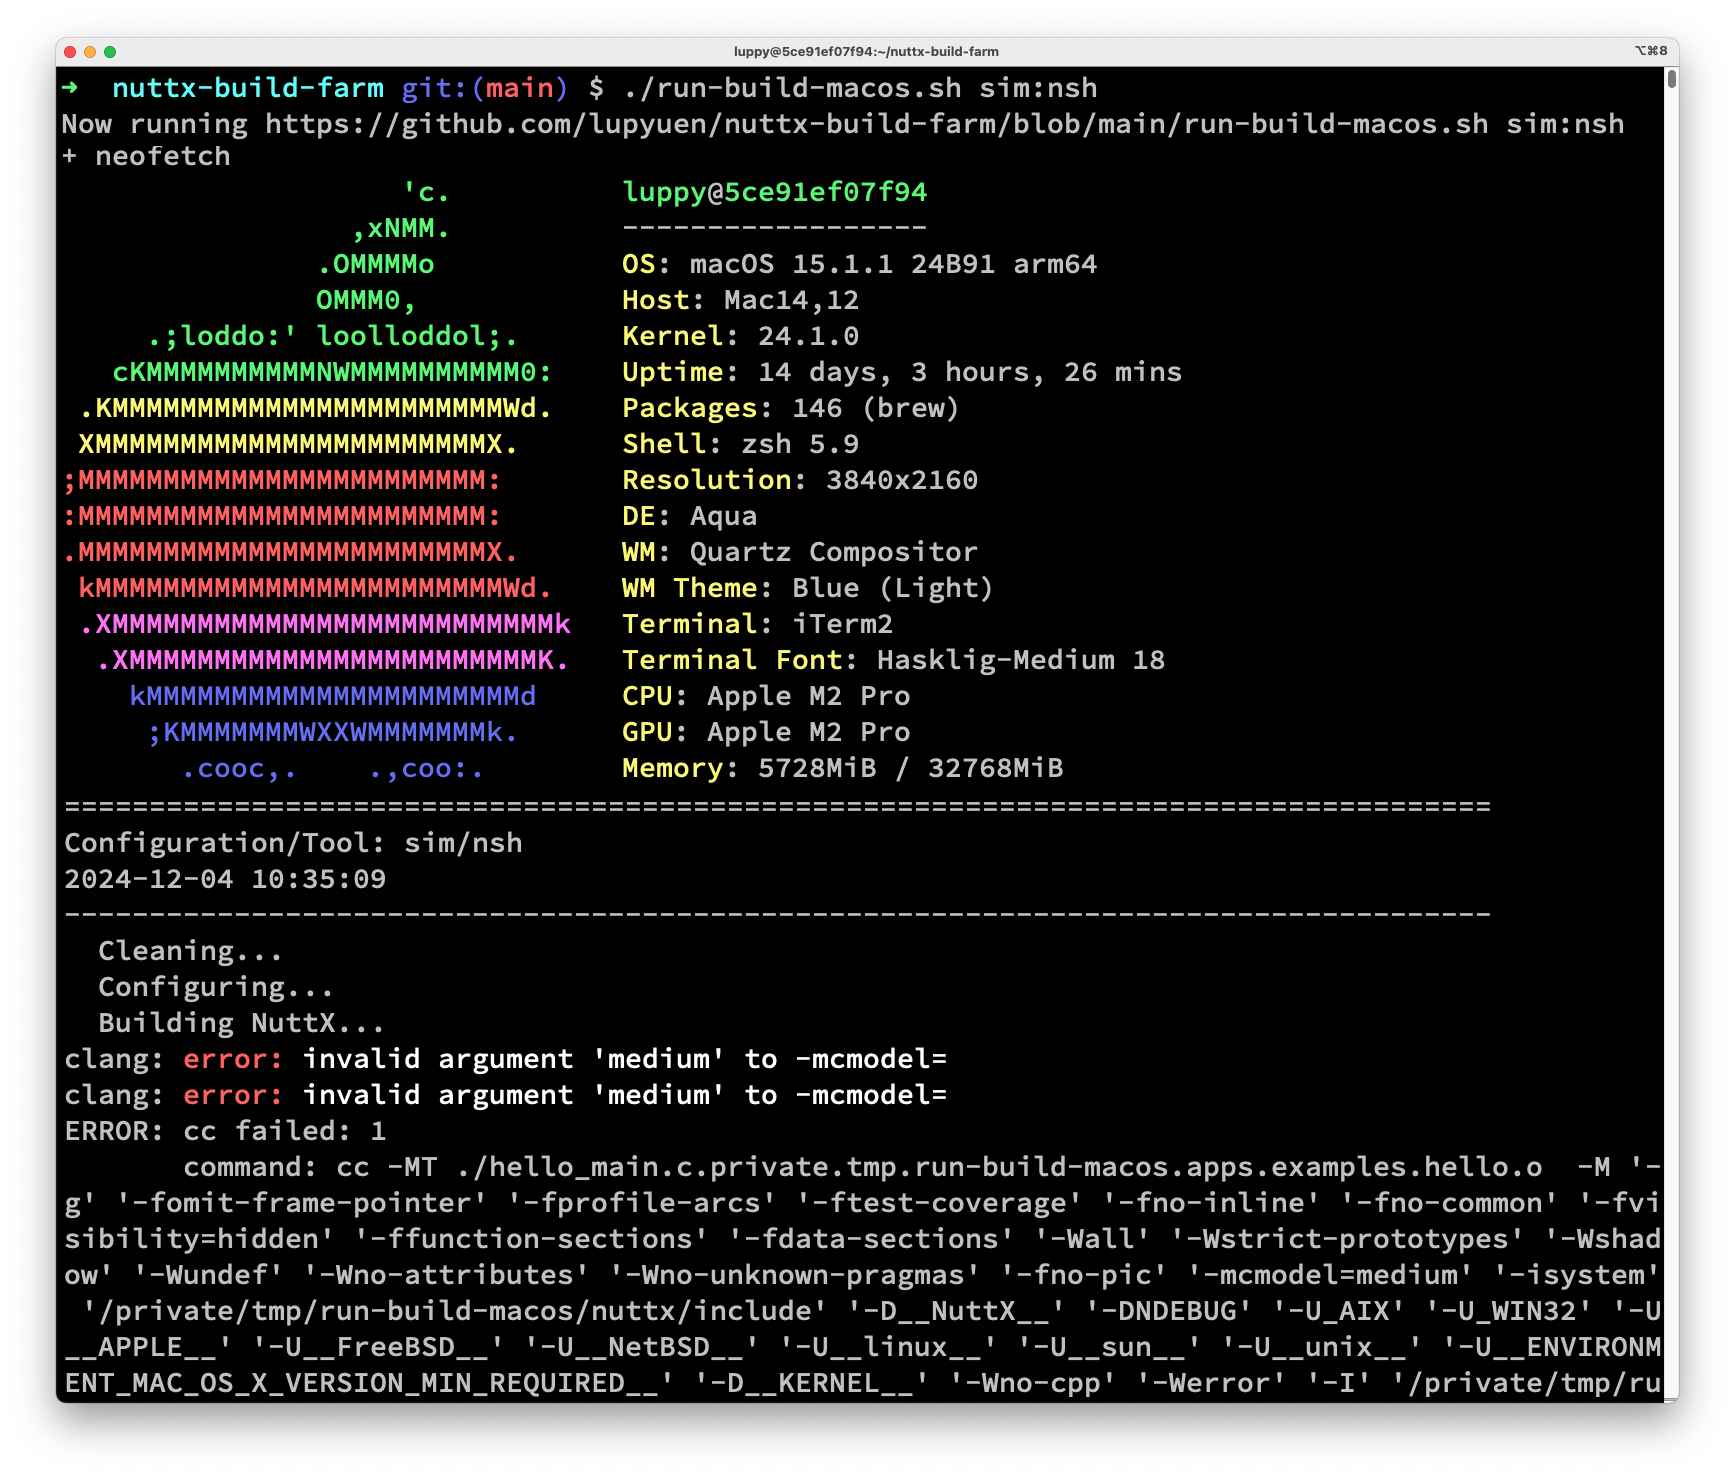 luppy@5ce91ef07f94:~/nuttx-build-farm ⌥⌘8
➜  nuttx-build-farm git:(main) $ ./run-build-macos.sh sim:nsh
Now running https://github.com/lupyuen/nuttx-build-farm/blob/main/run-build-macos.sh sim:nsh
+ neofetch
                    'c.          luppy@5ce91ef07f94
                 ,xNMM.          ------------------
               .OMMMMo           OS: macOS 15.1.1 24B91 arm64
               OMMM0,            Host: Mac14,12
     .;loddo:' loolloddol;.      Kernel: 24.1.0
   cKMMMMMMMMMMNWMMMMMMMMMM0:    Uptime: 14 days, 3 hours, 26 mins
 .KMMMMMMMMMMMMMMMMMMMMMMMWd.    Packages: 146 (brew)
 XMMMMMMMMMMMMMMMMMMMMMMMX.      Shell: zsh 5.9
;MMMMMMMMMMMMMMMMMMMMMMMM:       Resolution: 3840x2160
:MMMMMMMMMMMMMMMMMMMMMMMM:       DE: Aqua
.MMMMMMMMMMMMMMMMMMMMMMMMX.      WM: Quartz Compositor
 kMMMMMMMMMMMMMMMMMMMMMMMMWd.    WM Theme: Blue (Light)
 .XMMMMMMMMMMMMMMMMMMMMMMMMMMk   Terminal: iTerm2
  .XMMMMMMMMMMMMMMMMMMMMMMMMK.   Terminal Font: Hasklig-Medium 18
    kMMMMMMMMMMMMMMMMMMMMMMd     CPU: Apple M2 Pro
     ;KMMMMMMMWXXWMMMMMMMk.      GPU: Apple M2 Pro
       .cooc,.    .,coo:.        Memory: 5728MiB / 32768MiB
====================================================================================
Configuration/Tool: sim/nsh
2024-12-04 10:35:09
------------------------------------------------------------------------------------
  Cleaning...
  Configuring...
  Building NuttX...
clang: error: invalid argument 'medium' to -mcmodel=
clang: error: invalid argument 'medium' to -mcmodel=
ERROR: cc failed: 1
       command: cc -MT ./hello_main.c.private.tmp.run-build-macos.apps.examples.hello.o  -M '-
g' '-fomit-frame-pointer' '-fprofile-arcs' '-ftest-coverage' '-fno-inline' '-fno-common' '-fvi
sibility=hidden' '-ffunction-sections' '-fdata-sections' '-Wall' '-Wstrict-prototypes' '-Wshad
ow' '-Wundef' '-Wno-attributes' '-Wno-unknown-pragmas' '-fno-pic' '-mcmodel=medium' '-isystem'
 '/private/tmp/run-build-macos/nuttx/include' '-D__NuttX__' '-DNDEBUG' '-U_AIX' '-U_WIN32' '-U
__APPLE__' '-U__FreeBSD__' '-U__NetBSD__' '-U__linux__' '-U__sun__' '-U__unix__' '-U__ENVIRONM
ENT_MAC_OS_X_VERSION_MIN_REQUIRED__' '-D__KERNEL__' '-Wno-cpp' '-Werror' '-I' '/private/tmp/ru